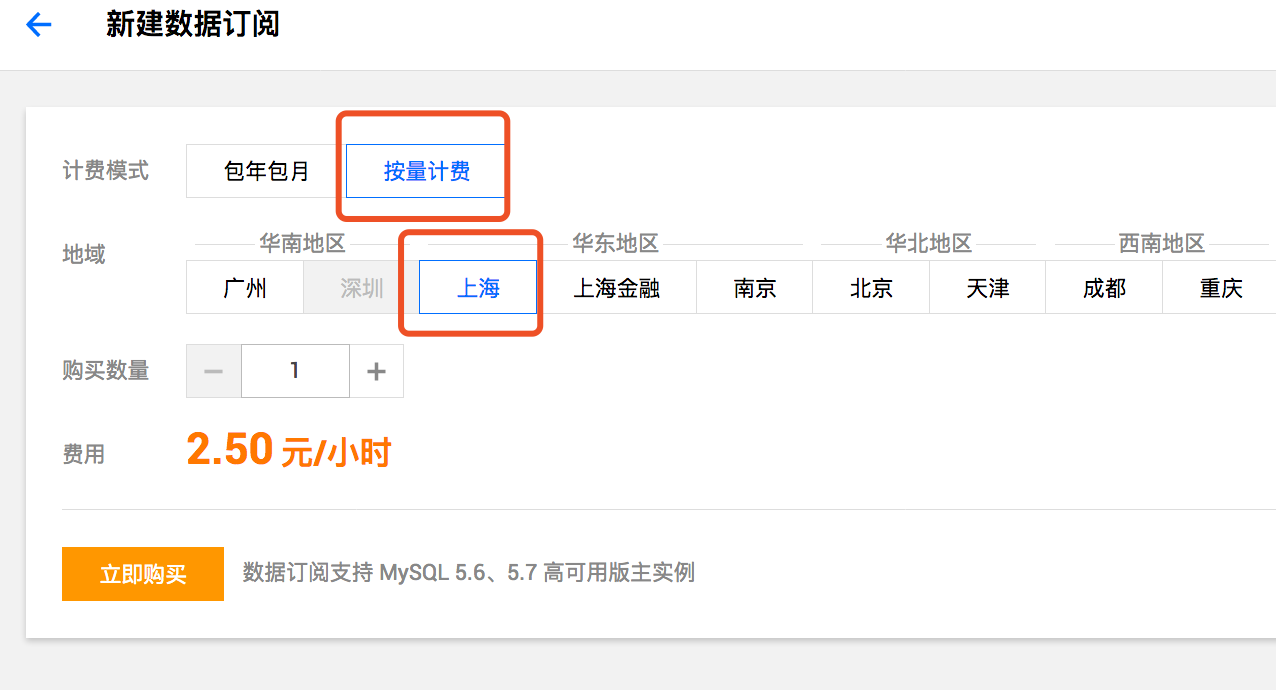 新建数据订阅
计费模式 包年包月 按量计费
华南地区 华东地区 华北地区 西南地区
地域
广州 深圳 上海 上海金融 南京 北京 天津 成都 重庆
购买数量 − 1 +
费用 2.50 元/小时
立即购买 数据订阅支持 MySQL 5.6、5.7 高可用版主实例